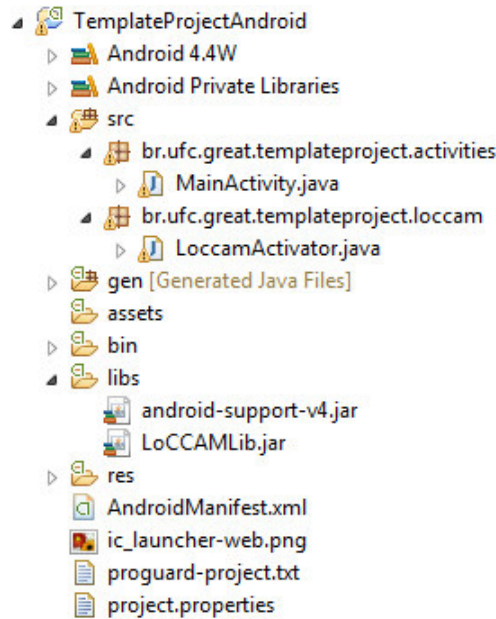 TemplateProjectAndroid
Android 4.4W
Android Private Libraries
src
br.ufc.great.templateproject.activities
MainActivity.java
br.ufc.great.templateproject.loccam
LoccamActivator.java
gen [Generated Java Files]
assets
bin
libs
android-support-v4.jar
LoCCAMLib.jar
res
AndroidManifest.xml
ic_launcher-web.png
proguard-project.txt
project.properties